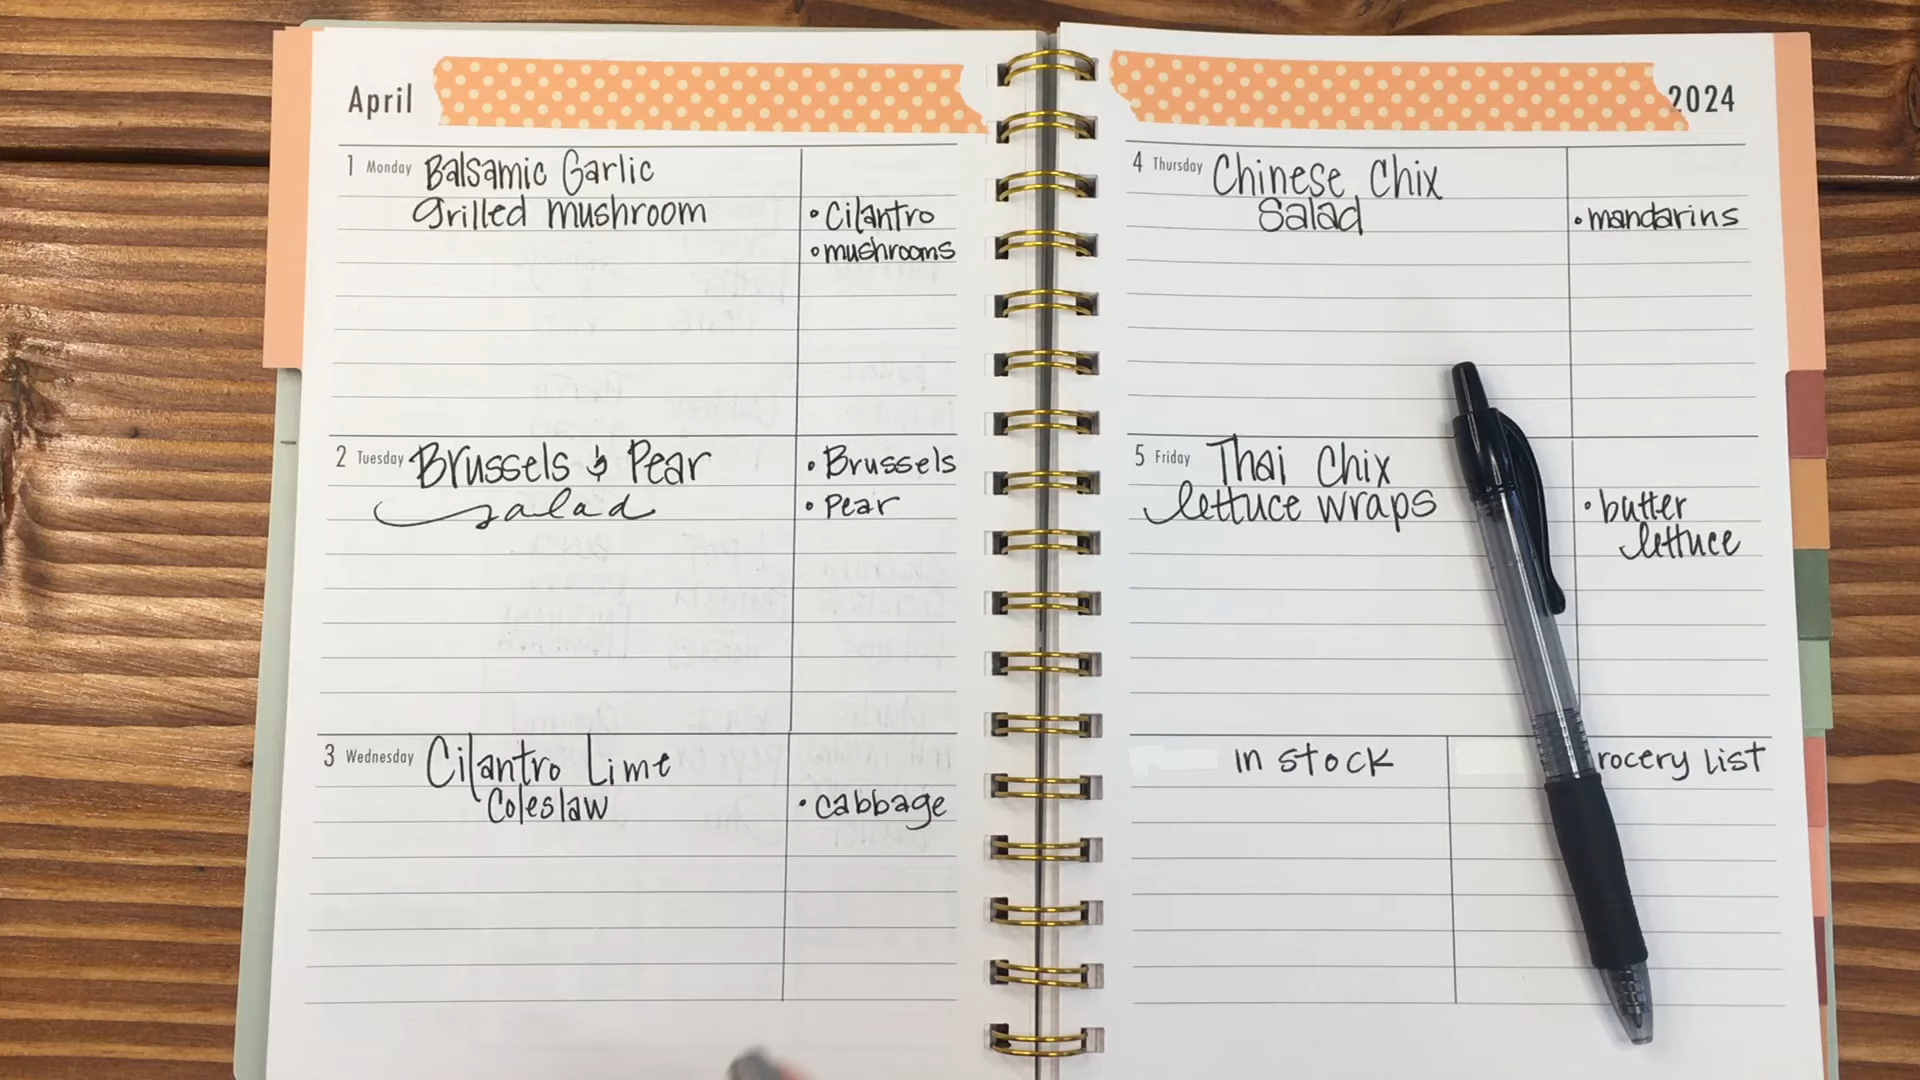 April
1 Monday Balsamic Garlic
Grilled mushroom
• Cilantro
• mushrooms
2 Tuesday Brussels & Pear
salad
• Brussels
• Pear
3 Wednesday Cilantro Lime
Coleslaw
• cabbage
2024
4 Thursday Chinese Chix
Salad
• mandarins
5 Friday Thai Chix
lettuce wraps
• butter
lettuce
in stock
rocery list